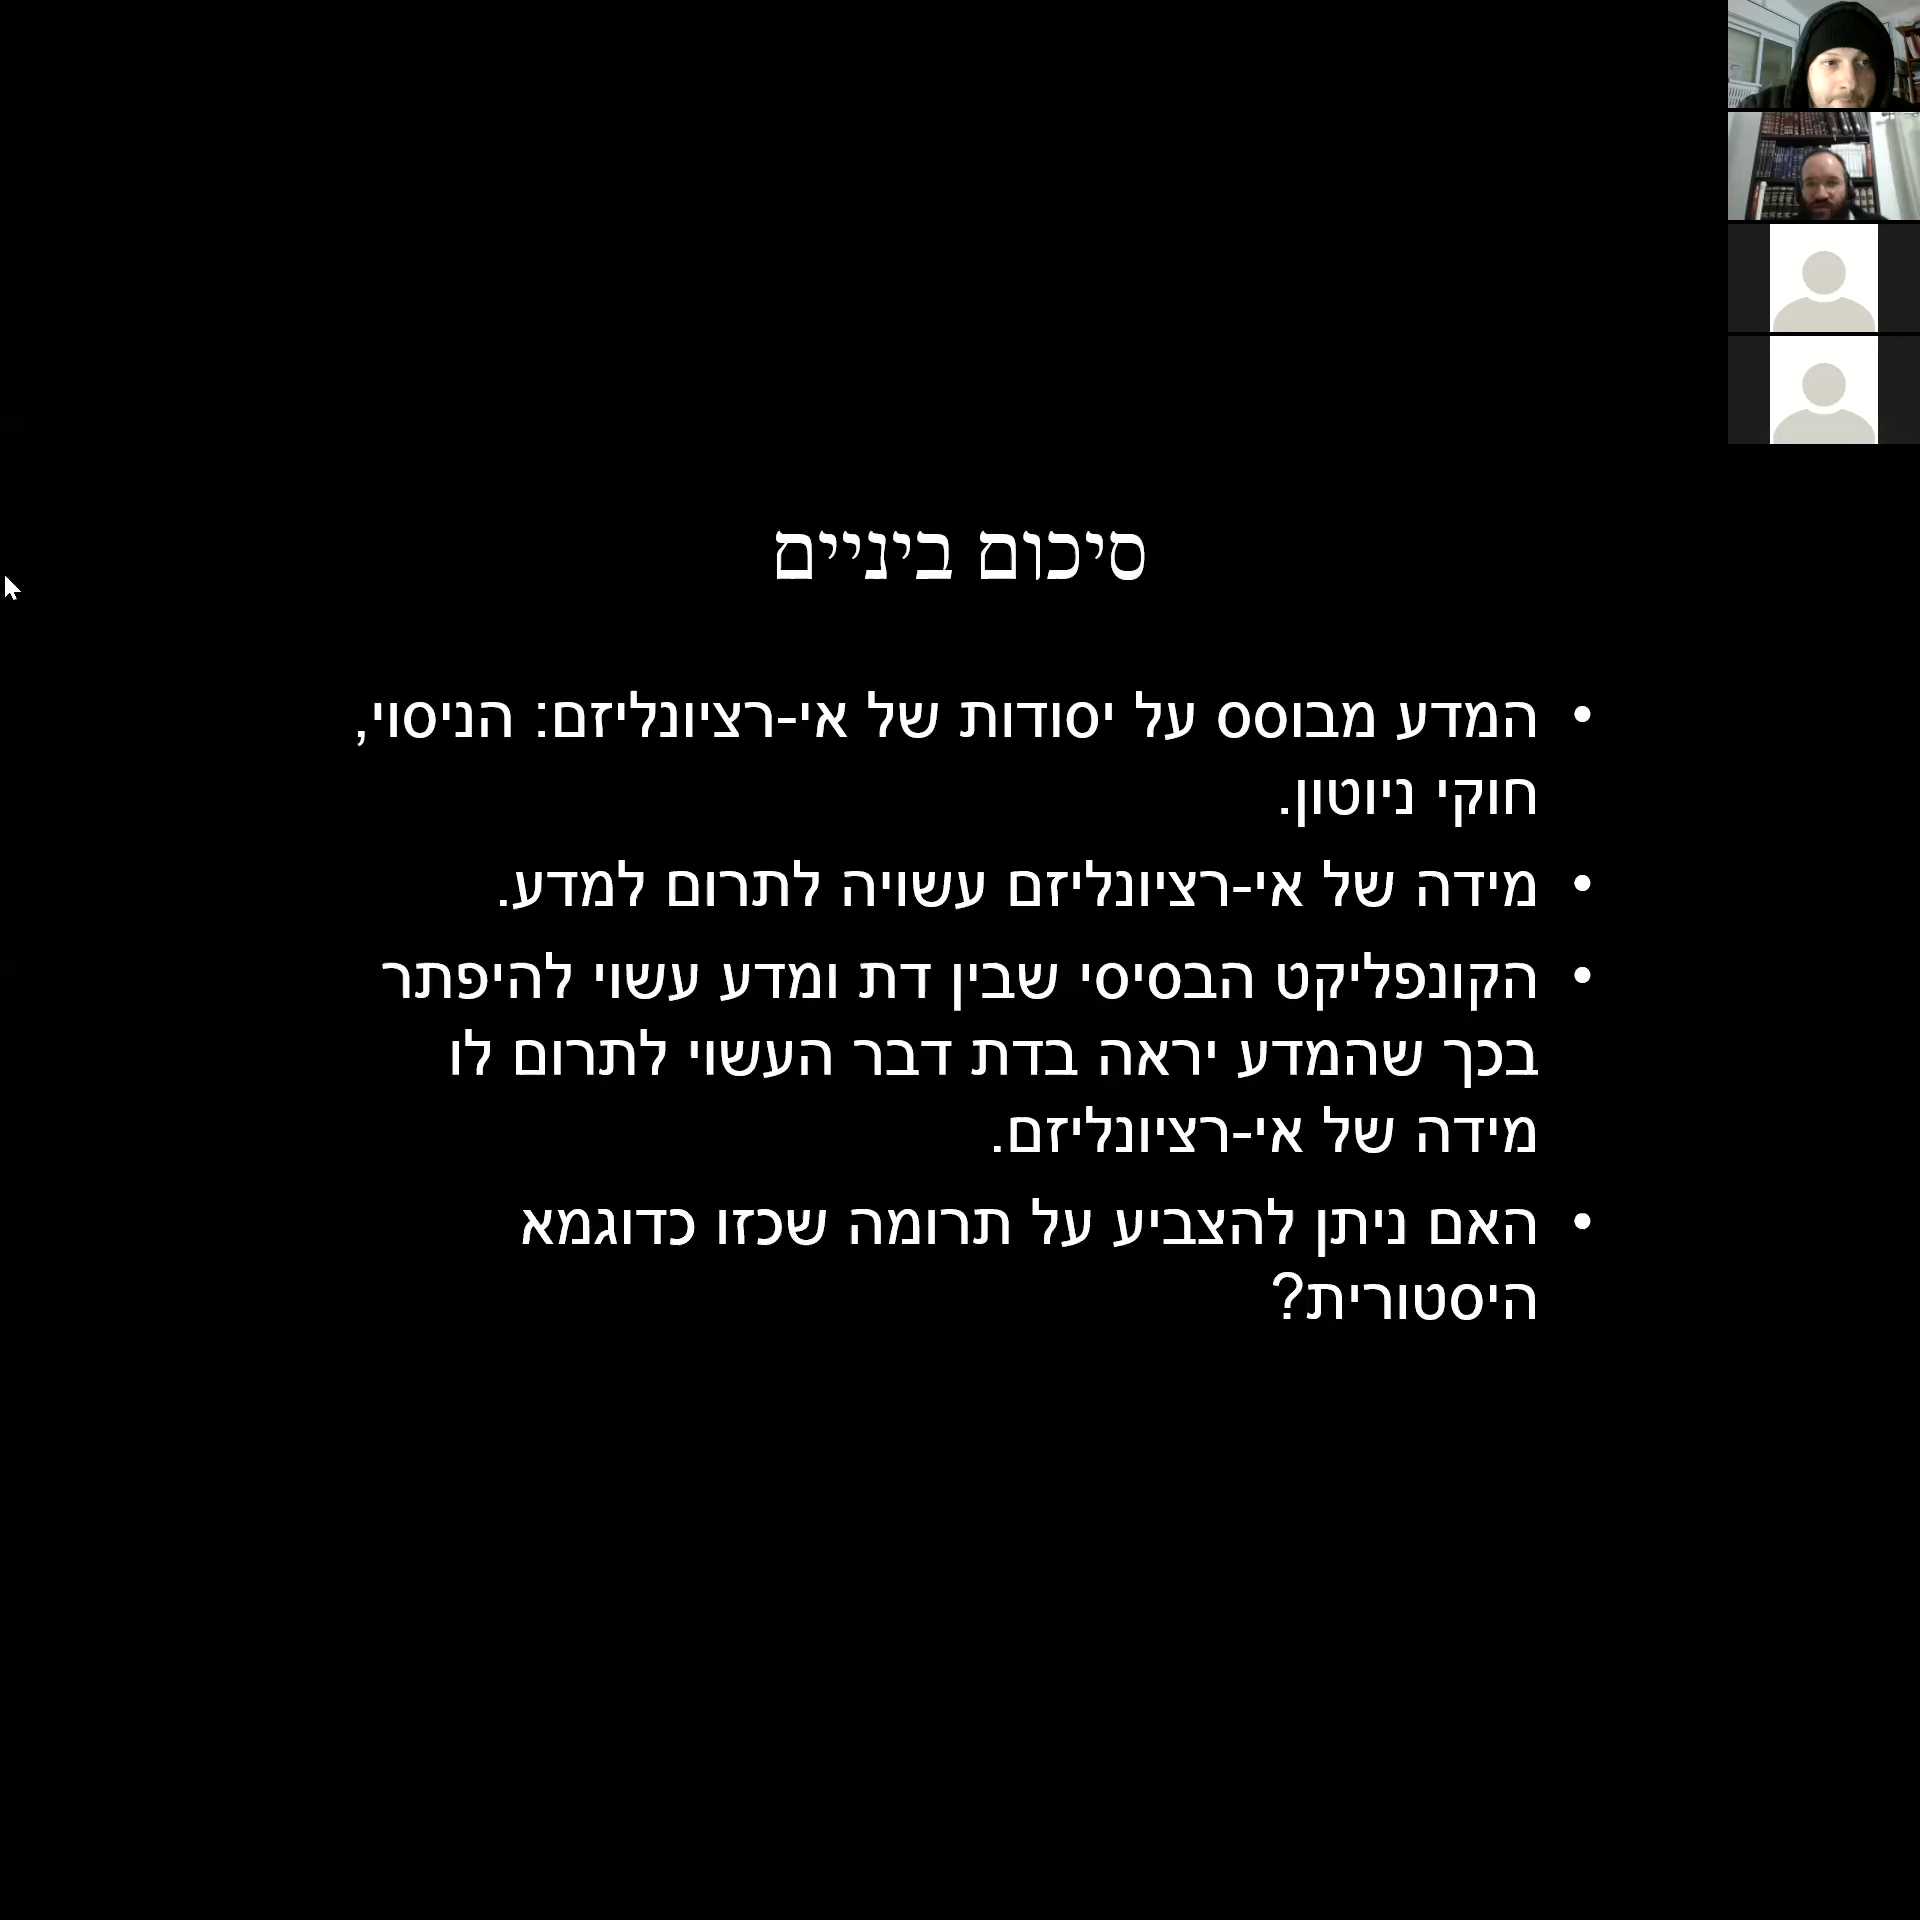 סיכום ביניים
• המדע מבוסס על יסודות של אי-רציונליזם: הניסוי,
חוקי ניוטון.
• מידה של אי-רציונליזם עשויה לתרום למדע.
• הקונפליקט הבסיסי שבין דת ומדע עשוי להיפתר
בכך שהמדע יראה בדת דבר העשוי לתרום לו
מידה של אי-רציונליזם.
• האם ניתן להצביע על תרומה שכזו כדוגמא
היסטורית?